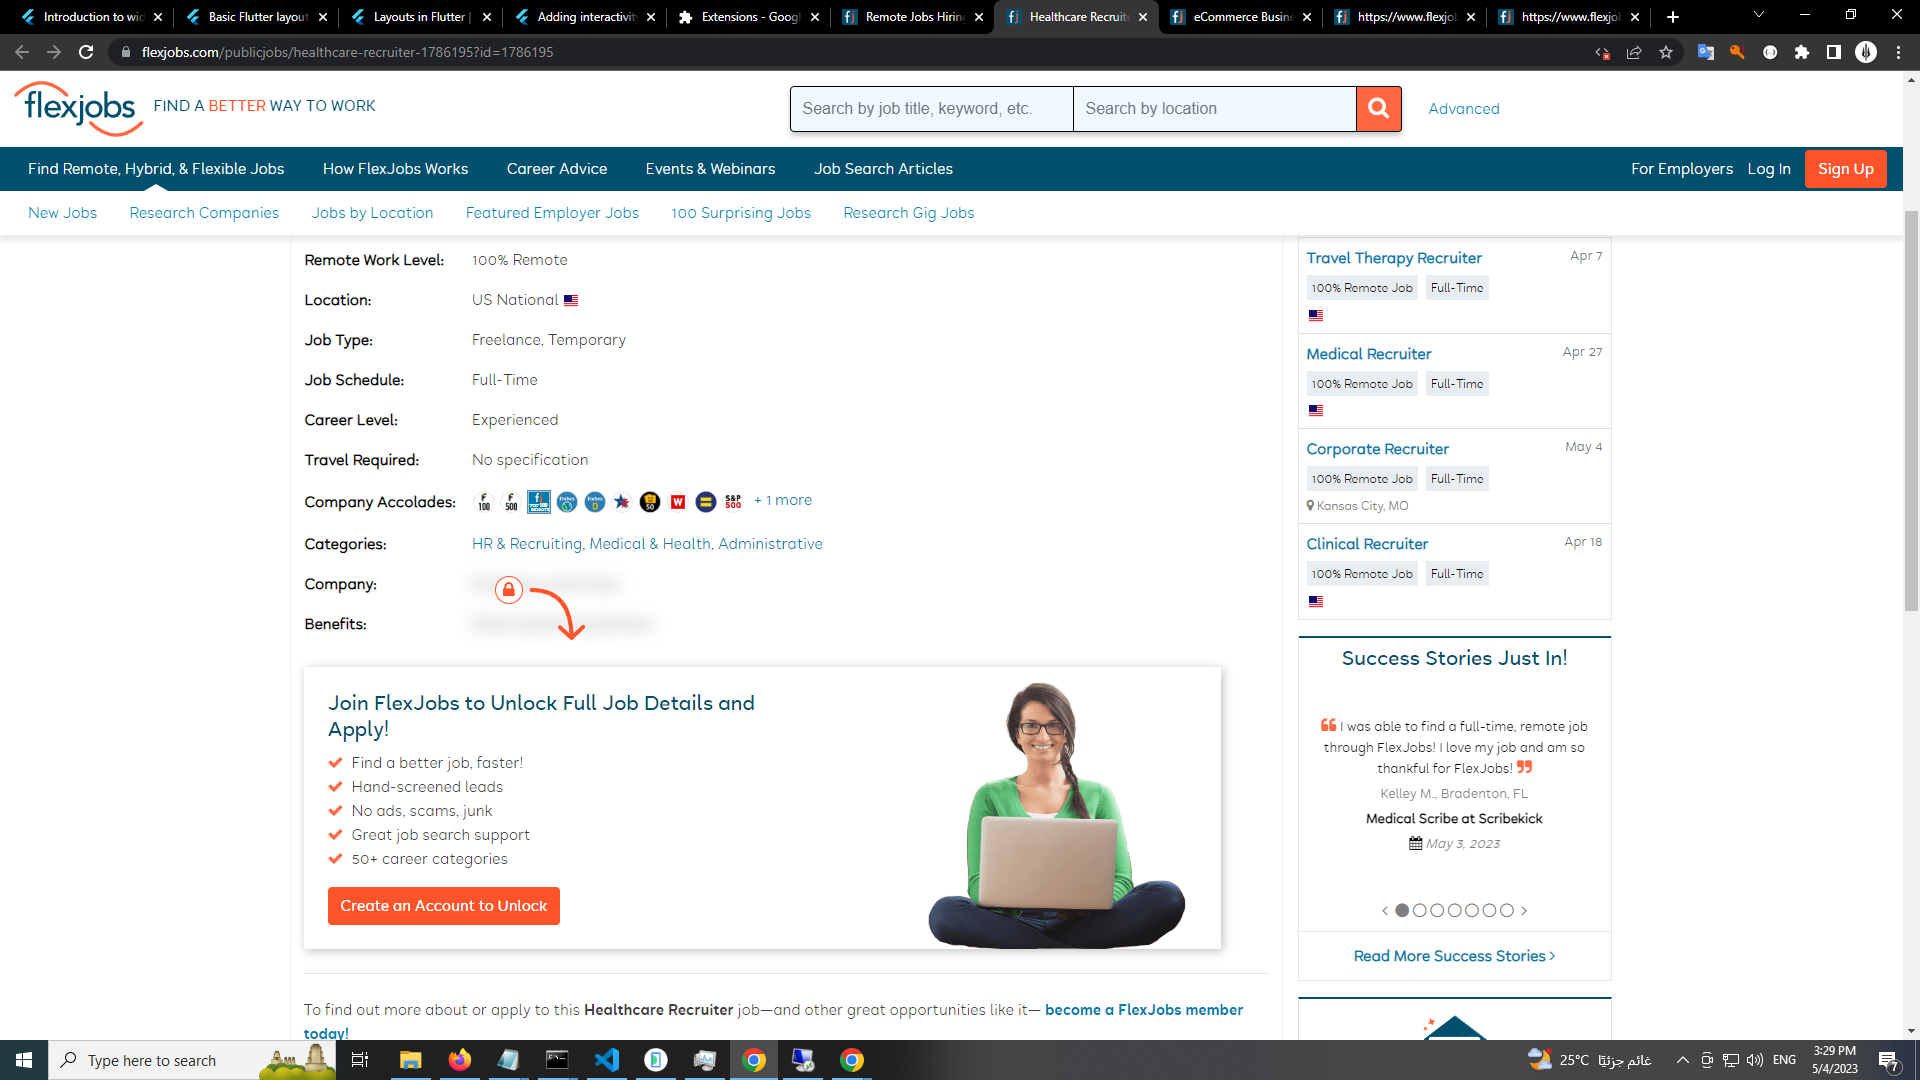 Introduction to wid
Basic Flutter layout
Layouts in Flutter |
Adding interactivity
Extensions - Googl
Remote Jobs Hiring
Healthcare Recruite
eCommerce Busine
https://www.flexjob
https://www.flexjob
flexjobs.com/publicjobs/healthcare-recruiter-1786195?id=1786195
flexjobs FIND A BETTER WAY TO WORK
Search by job title, keyword, etc.
Search by location
Advanced
Find Remote, Hybrid, & Flexible Jobs
How FlexJobs Works
Career Advice
Events & Webinars
Job Search Articles
For Employers
Log In
Sign Up
New Jobs
Research Companies
Jobs by Location
Featured Employer Jobs
100 Surprising Jobs
Research Gig Jobs
Remote Work Level: 100% Remote
Location: US National
Job Type: Freelance, Temporary
Job Schedule: Full-Time
Career Level: Experienced
Travel Required: No specification
Company Accolades: + 1 more
Categories: HR & Recruiting, Medical & Health, Administrative
Company:
Benefits:
Join FlexJobs to Unlock Full Job Details and
Apply!
Find a better job, faster!
Hand-screened leads
No ads, scams, junk
Great job search support
50+ career categories
Create an Account to Unlock
To find out more about or apply to this Healthcare Recruiter job—and other great opportunities like it— become a FlexJobs member
today!
Travel Therapy Recruiter Apr 7
100% Remote Job Full-Time
Medical Recruiter Apr 27
100% Remote Job Full-Time
Corporate Recruiter May 4
100% Remote Job Full-Time
Kansas City, MO
Clinical Recruiter Apr 18
100% Remote Job Full-Time
Success Stories Just In!
I was able to find a full-time, remote job
through FlexJobs! I love my job and am so
thankful for FlexJobs!
Kelley M., Bradenton, FL
Medical Scribe at Scribekick
May 3, 2023
Read More Success Stories
Type here to search
25°C غائم جزئيًا
ENG
3:29 PM
5/4/2023
7